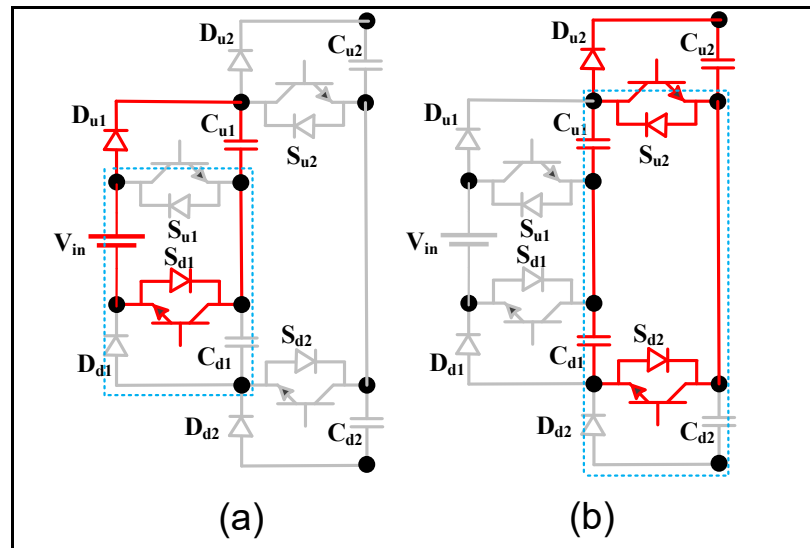 Du2
Cu2
Du1
Cu1
Su2
Su1
Vin
Sd1
Sd2
Dd1
Cd1
Dd2
Cd2
(a)
Du2
Cu2
Du1
Cu1
Su2
Su1
Vin
Sd1
Sd2
Dd1
Cd1
Dd2
Cd2
(b)